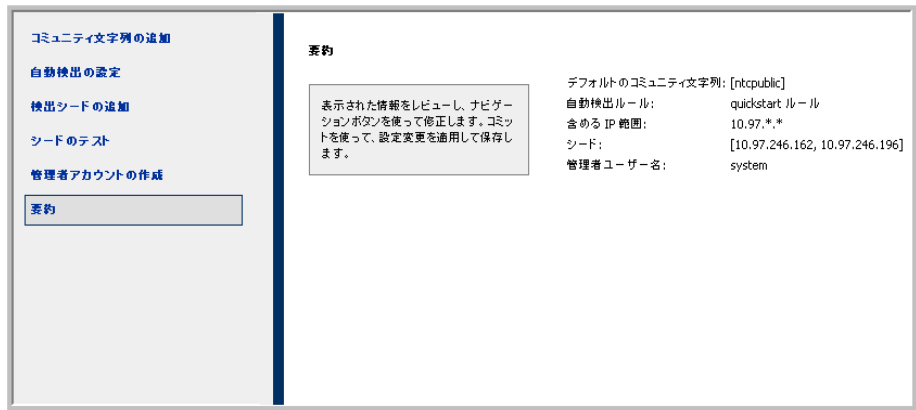 コミュニティ文字列の追加
自動検出の設定
検出シードの追加
シードのテスト
管理者アカウントの作成
要約
要約
表示された情報をレビューし、ナビゲー
ションボタンを使って修正します。コミッ
トを使って、設定変更を適用して保存し
ます。
デフォルトのコミュニティ文字列: [ntcpublic]
自動検出ルール: quickstart ルール
含める IP 範囲: 10.97.*.*
シード: [10.97.246.162, 10.97.246.196]
管理者ユーザー名: system